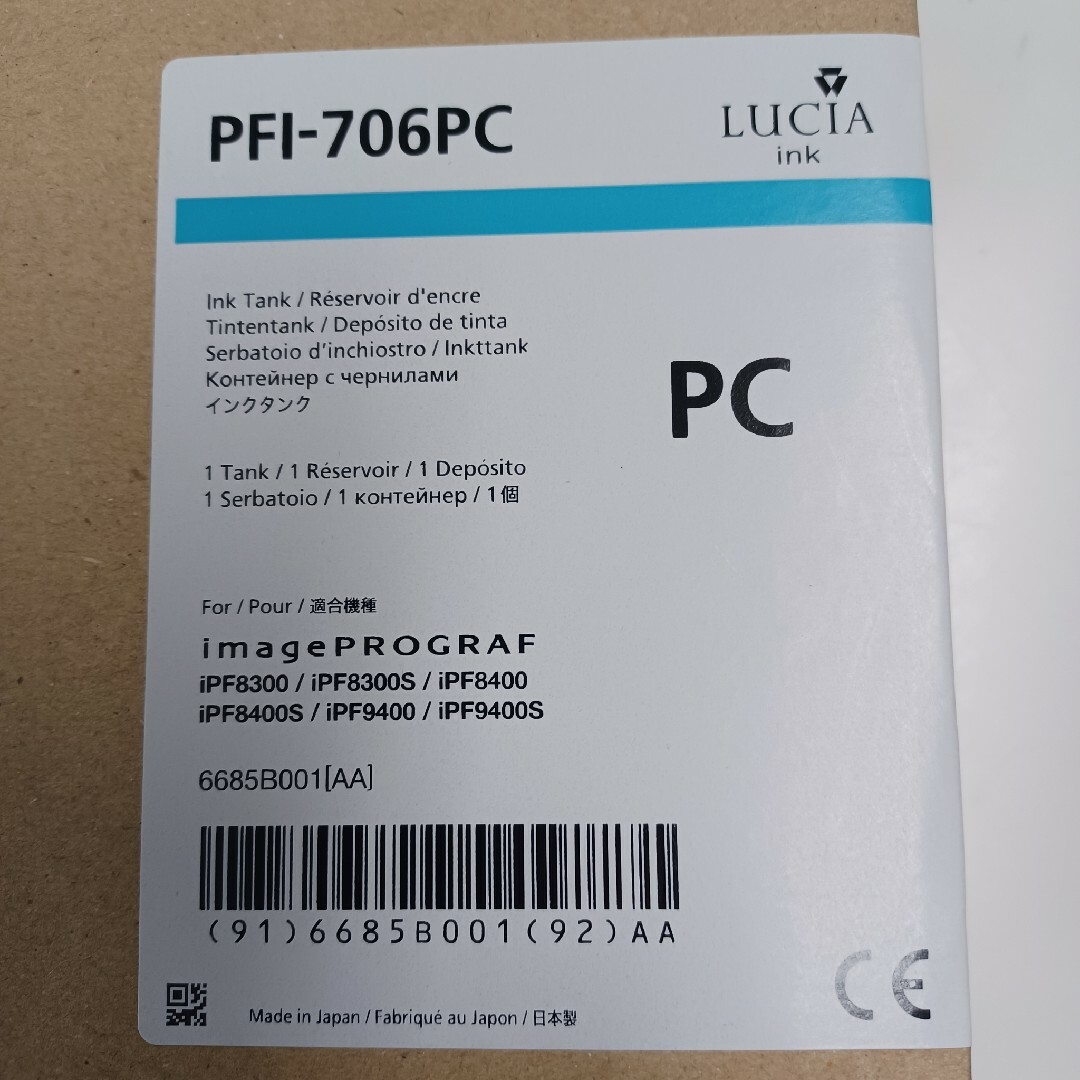 PFI-706PC
LUCIA
ink
Ink Tank / Réservoir d'encre
Tintentank / Depósito de tinta
Serbatoio d'inchiostro / Inkttank
Контейнер с чернилами
インクタンク
PC
1 Tank / 1 Réservoir / 1 Depósito
1 Serbatoio / 1 контейнер / 1個
For / Pour / 適合機種
imagePROGRAF
iPF8300 / iPF8300S / iPF8400
iPF8400S / iPF9400 / iPF9400S
6685B001[AA]
(91)6685B001(92)AA
CE
Made in Japan / Fabriqué au Japon / 日本製